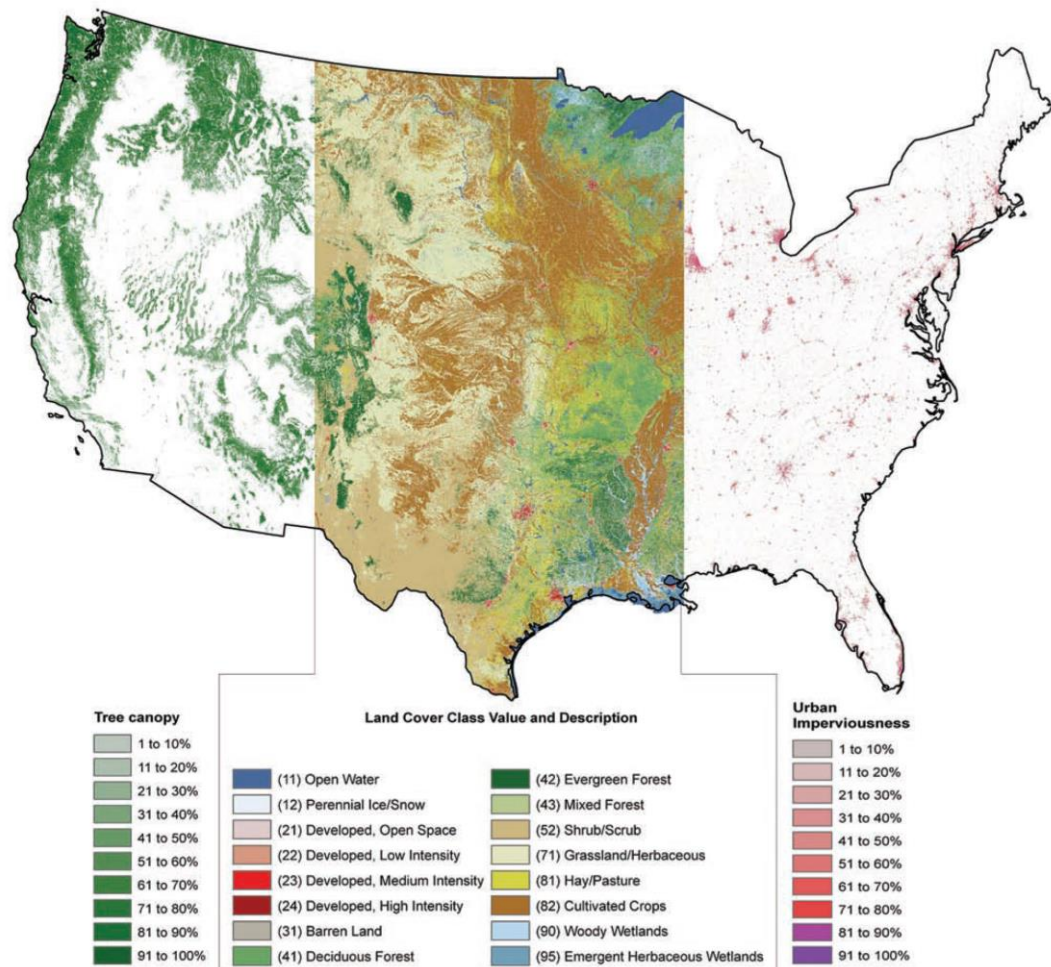 Tree canopy
1 to 10%
11 to 20%
21 to 30%
31 to 40%
41 to 50%
51 to 60%
61 to 70%
71 to 80%
81 to 90%
91 to 100%
Land Cover Class Value and Description
(11) Open Water
(12) Perennial Ice/Snow
(21) Developed, Open Space
(22) Developed, Low Intensity
(23) Developed, Medium Intensity
(24) Developed, High Intensity
(31) Barren Land
(41) Deciduous Forest
(42) Evergreen Forest
(43) Mixed Forest
(52) Shrub/Scrub
(71) Grassland/Herbaceous
(81) Hay/Pasture
(82) Cultivated Crops
(90) Woody Wetlands
(95) Emergent Herbaceous Wetlands
Urban
Imperviousness
1 to 10%
11 to 20%
21 to 30%
31 to 40%
41 to 50%
51 to 60%
61 to 70%
71 to 80%
81 to 90%
91 to 100%